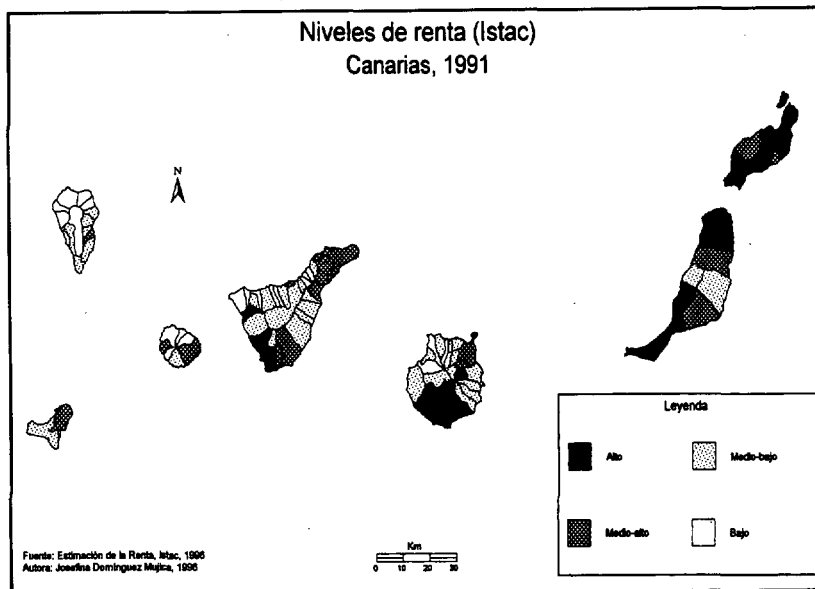 Niveles de renta (Istac)
Canarias, 1991
N
Leyenda
Alto
Medio-bajo
Medio-alto
Bajo
Km
0 10 20 30
Fuente: Estimación de la Renta, Istac, 1996
Autora: Josefina Domínguez Mujica, 1996